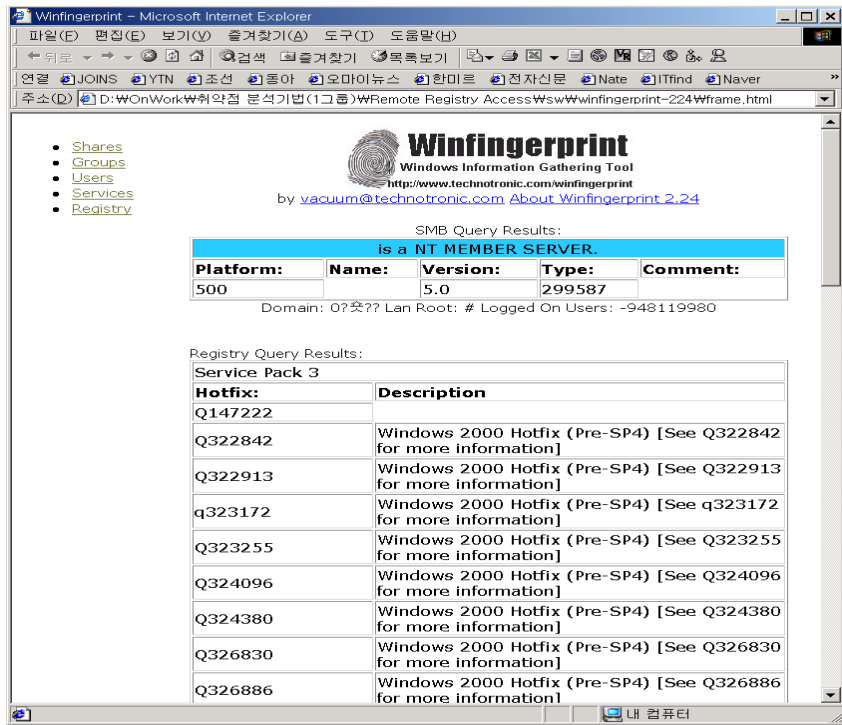 Winfingerprint - Microsoft Internet Explorer
파일(F) 편집(E) 보기(V) 즐겨찾기(A) 도구(T) 도움말(H)
뒤로 검색 즐겨찾기 목록보기
연결 JOINS YTN 조선 동아 오마이뉴스 한미르 전자신문 Nate ITfind Naver »
주소(D) D:₩OnWork₩취약점 분석기법(1그룹)₩Remote Registry Access₩sw₩winfingerprint-224₩frame.html
Shares
Groups
Users
Services
Registry
Winfingerprint
Windows Information Gathering Tool
http://www.technotronic.com/winfingerprint
by vacuum@technotronic.com About Winfingerprint 2.24
SMB Query Results:
is a NT MEMBER SERVER.
Platform: Name: Version: Type: Comment:
500 5.0 299587
Domain: 0?웃?? Lan Root: # Logged On Users: -948119980
Registry Query Results:
Service Pack 3
Hotfix: Description
Q147222
Q322842 Windows 2000 Hotfix (Pre-SP4) [See Q322842
for more information]
Q322913 Windows 2000 Hotfix (Pre-SP4) [See Q322913
for more information]
q323172 Windows 2000 Hotfix (Pre-SP4) [See q323172
for more information]
Q323255 Windows 2000 Hotfix (Pre-SP4) [See Q323255
for more information]
Q324096 Windows 2000 Hotfix (Pre-SP4) [See Q324096
for more information]
Q324380 Windows 2000 Hotfix (Pre-SP4) [See Q324380
for more information]
Q326830 Windows 2000 Hotfix (Pre-SP4) [See Q326830
for more information]
Q326886 Windows 2000 Hotfix (Pre-SP4) [See Q326886
for more information]
내 컴퓨터